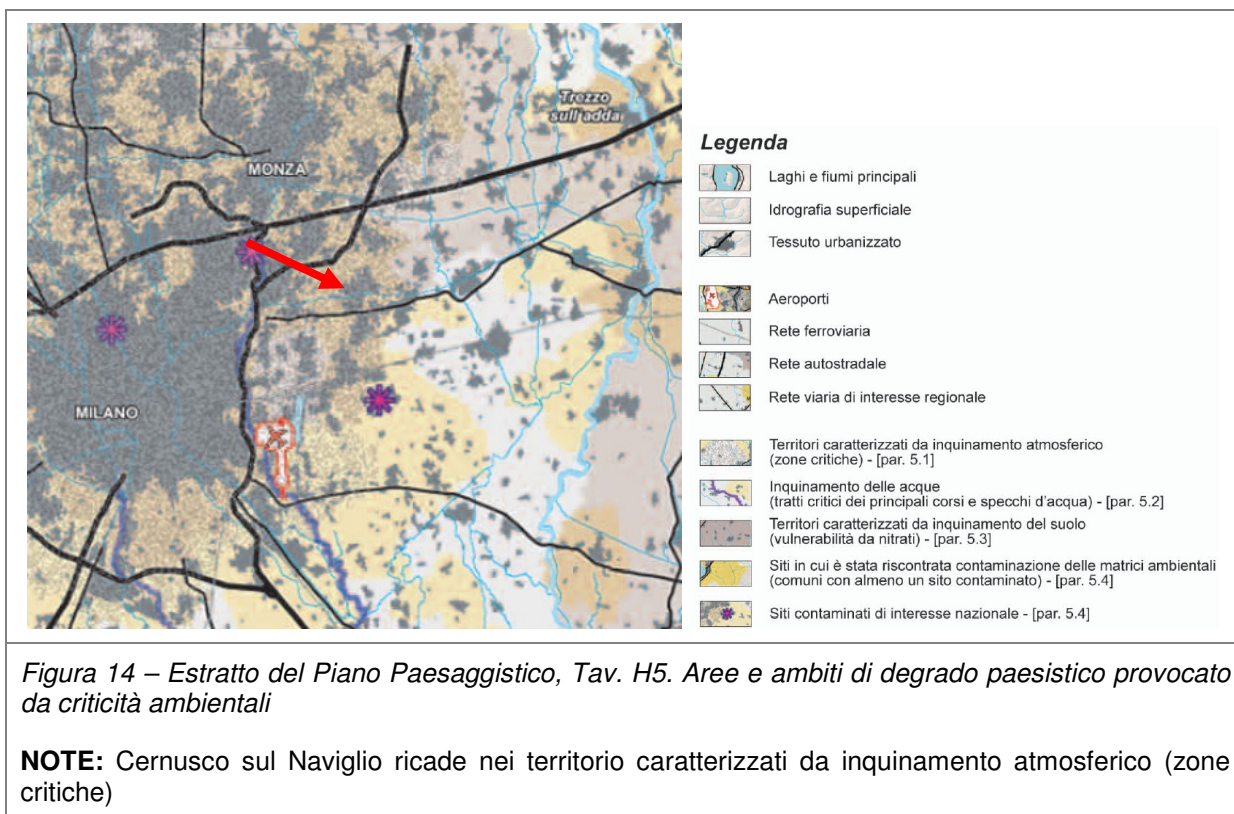 Trezzo
sull'adda
MONZA
MILANO
Legenda
Laghi e fiumi principali
Idrografia superficiale
Tessuto urbanizzato
Aeroporti
Rete ferroviaria
Rete autostradale
Rete viaria di interesse regionale
Territori caratterizzati da inquinamento atmosferico
(zone critiche) - [par. 5.1]
Inquinamento delle acque
(tratti critici dei principali corsi e specchi d'acqua) - [par. 5.2]
Territori caratterizzati da inquinamento del suolo
(vulnerabilità da nitrati) - [par. 5.3]
Siti in cui è stata riscontrata contaminazione delle matrici ambientali
(comuni con almeno un sito contaminato) - [par. 5.4]
Siti contaminati di interesse nazionale - [par. 5.4]
Figura 14 – Estratto del Piano Paesaggistico, Tav. H5. Aree e ambiti di degrado paesistico provocato
da criticità ambientali
NOTE: Cernusco sul Naviglio ricade nei territorio caratterizzati da inquinamento atmosferico (zone
critiche)